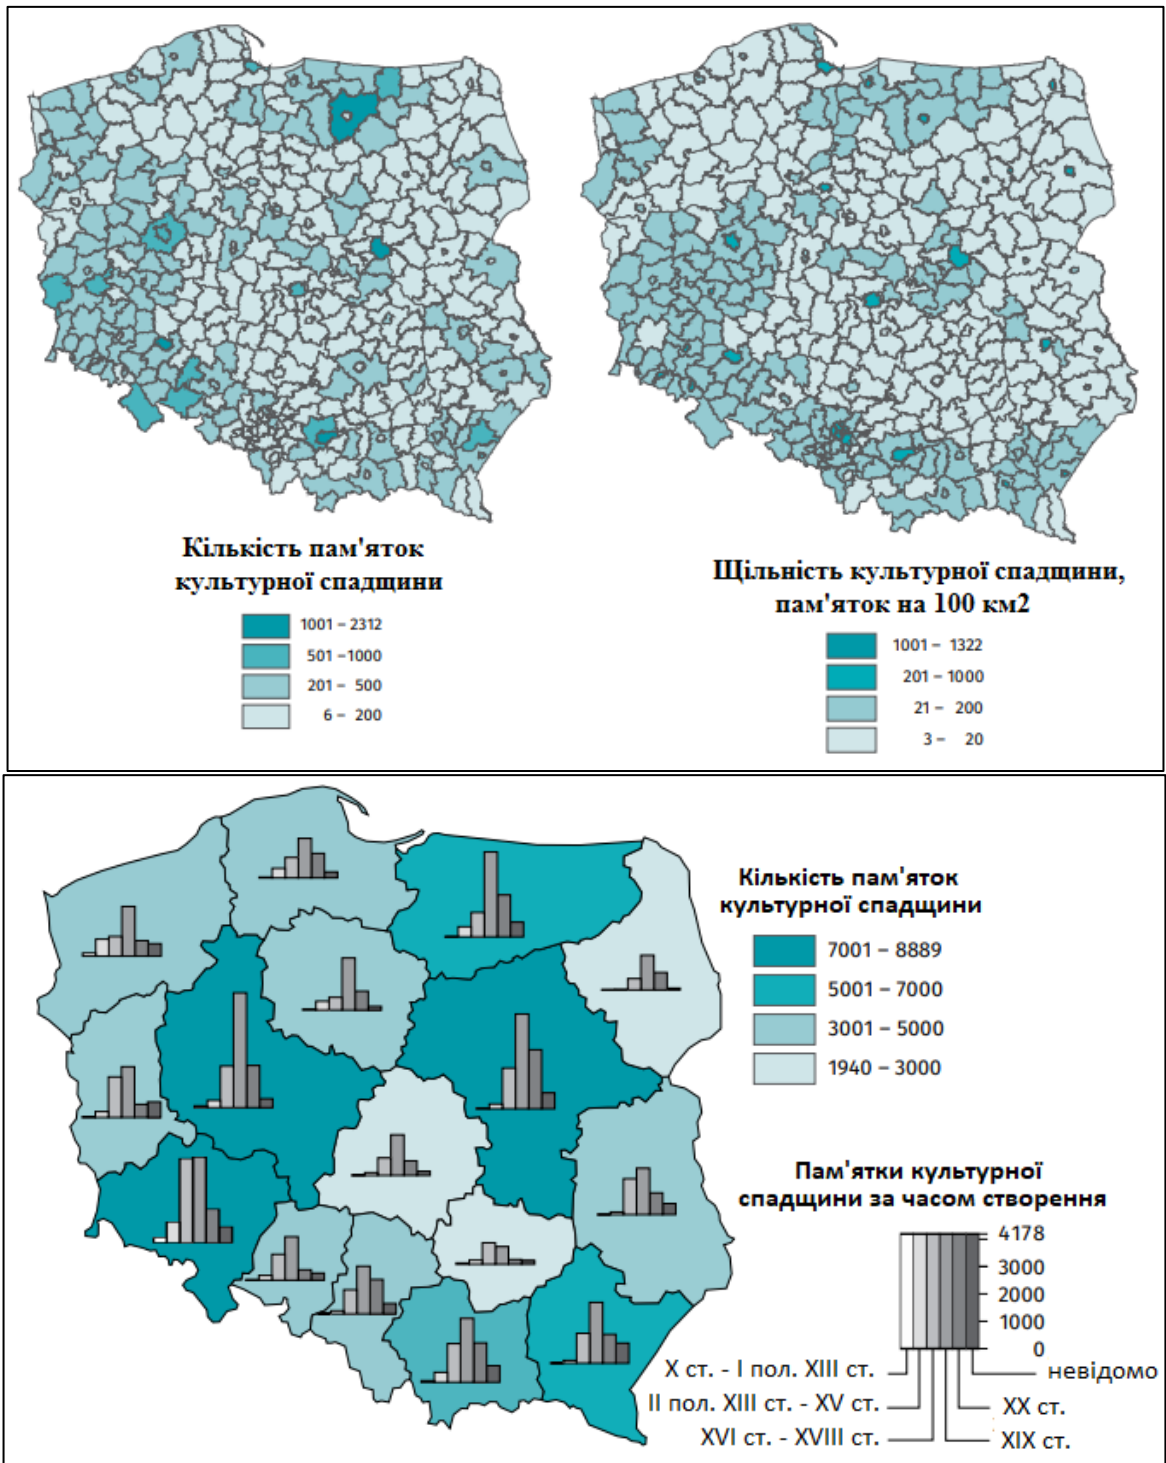 Кількість пам'яток
культурної спадщини
1001 – 2312
501 –1000
201 – 500
6 – 200
Щільність культурної спадщини,
пам'яток на 100 км2
1001 – 1322
201 – 1000
21 – 200
3 – 20
Кількість пам'яток
культурної спадщини
7001 – 8889
5001 – 7000
3001 – 5000
1940 – 3000
Пам'ятки культурної
спадщини за часом створення
4178
3000
2000
1000
0
X ст. - I пол. XIII ст.
невідомо
II пол. XIII ст. - XV ст.
XX ст.
XVI ст. - XVIII ст.
XIX ст.